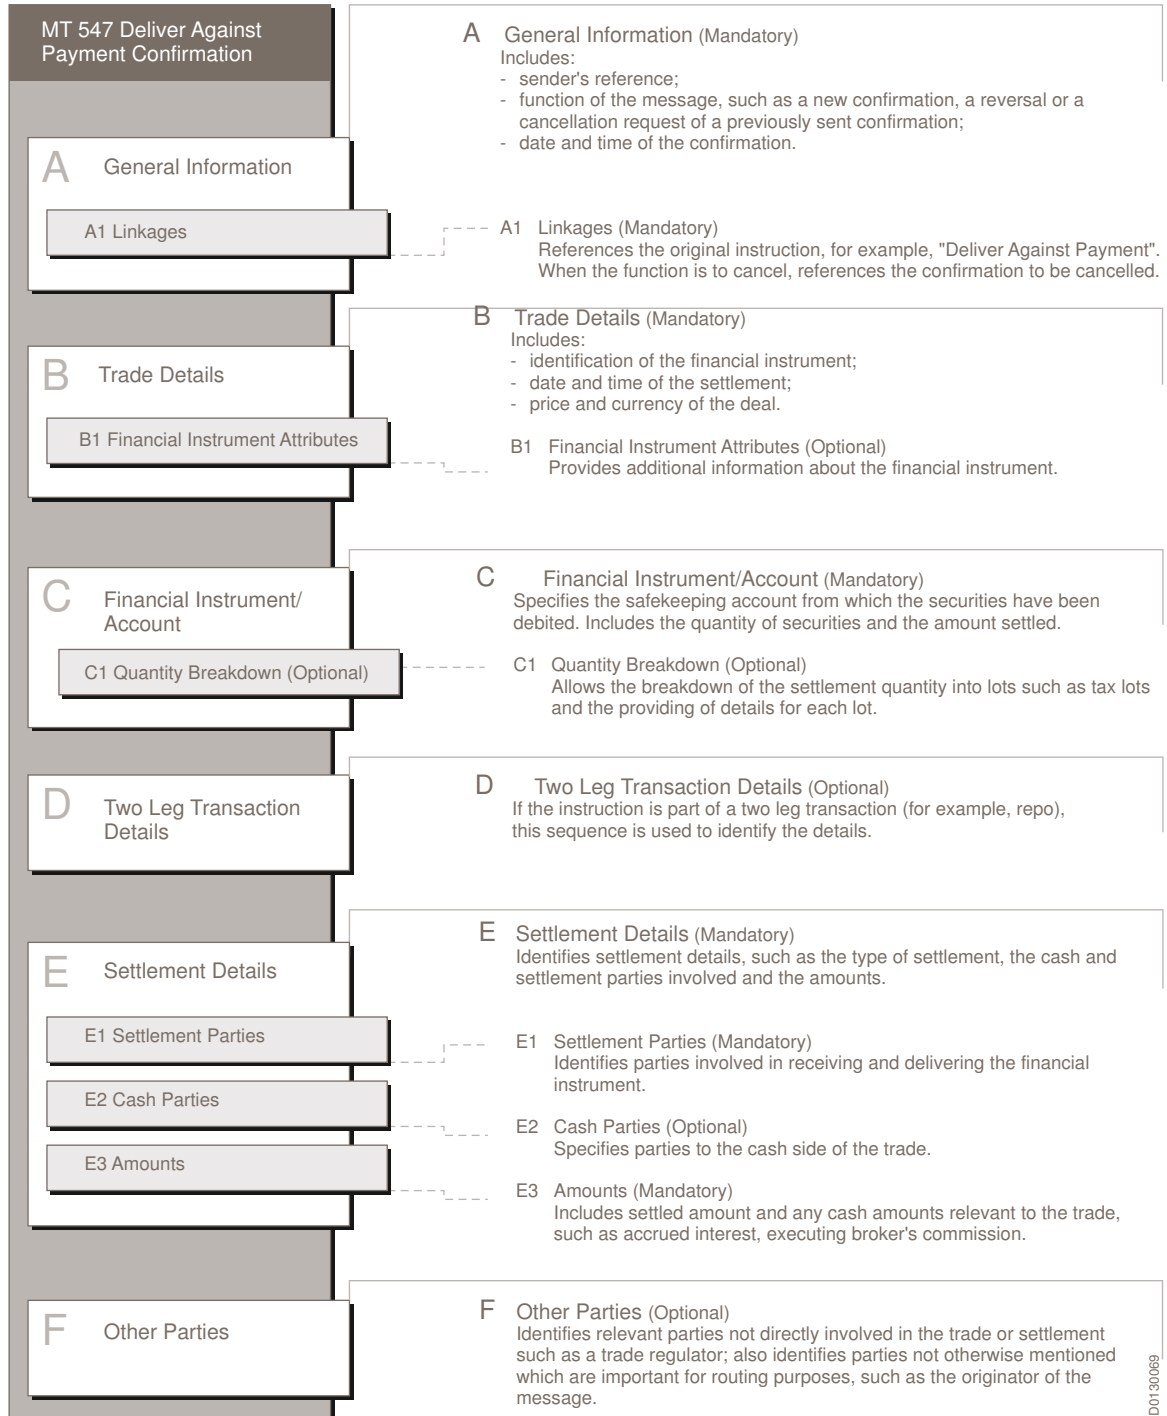 MT 547 Deliver Against
Payment Confirmation
A General Information (Mandatory)
Includes:
- sender's reference;
- function of the message, such as a new confirmation, a reversal or a
cancellation request of a previously sent confirmation;
- date and time of the confirmation.
A General Information
A1 Linkages
A1 Linkages (Mandatory)
References the original instruction, for example, "Deliver Against Payment".
When the function is to cancel, references the confirmation to be cancelled.
B Trade Details (Mandatory)
Includes:
- identification of the financial instrument;
- date and time of the settlement;
- price and currency of the deal.
B Trade Details
B1 Financial Instrument Attributes
B1 Financial Instrument Attributes (Optional)
Provides additional information about the financial instrument.
C Financial Instrument/Account (Mandatory)
Specifies the safekeeping account from which the securities have been
debited. Includes the quantity of securities and the amount settled.
C Financial Instrument/
Account
C1 Quantity Breakdown (Optional)
C1 Quantity Breakdown (Optional)
Allows the breakdown of the settlement quantity into lots such as tax lots
and the providing of details for each lot.
D Two Leg Transaction Details (Optional)
If the instruction is part of a two leg transaction (for example, repo),
this sequence is used to identify the details.
D Two Leg Transaction
Details
E Settlement Details (Mandatory)
Identifies settlement details, such as the type of settlement, the cash and
settlement parties involved and the amounts.
E Settlement Details
E1 Settlement Parties
E2 Cash Parties
E3 Amounts
E1 Settlement Parties (Mandatory)
Identifies parties involved in receiving and delivering the financial
instrument.
E2 Cash Parties (Optional)
Specifies parties to the cash side of the trade.
E3 Amounts (Mandatory)
Includes settled amount and any cash amounts relevant to the trade,
such as accrued interest, executing broker's commission.
F Other Parties (Optional)
Identifies relevant parties not directly involved in the trade or settlement
such as a trade regulator; also identifies parties not otherwise mentioned
which are important for routing purposes, such as the originator of the
message.
F Other Parties
D0130069